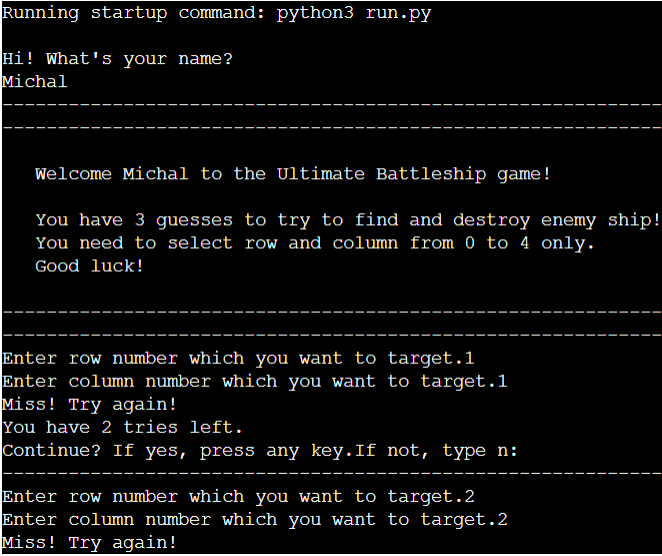 Running startup command: python3 run.py
Hi! What's your name?
Michal
------------------------------------------------------------
------------------------------------------------------------
Welcome Michal to the Ultimate Battleship game!
You have 3 guesses to try to find and destroy enemy ship!
You need to select row and column from 0 to 4 only.
Good luck!
------------------------------------------------------------
------------------------------------------------------------
Enter row number which you want to target.1
Enter column number which you want to target.1
Miss! Try again!
You have 2 tries left.
Continue? If yes, press any key.If not, type n:
------------------------------------------------------------
Enter row number which you want to target.2
Enter column number which you want to target.2
Miss! Try again!